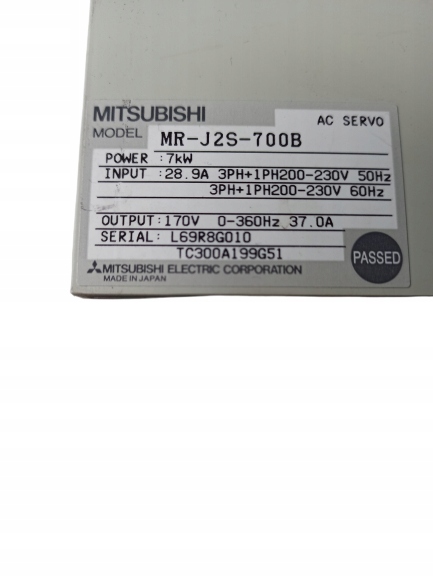 MITSUBISHI
AC SERVO
MODEL MR-J2S-700B
POWER :7kW
INPUT :28.9A 3PH+1PH200-230V 50Hz
3PH+1PH200-230V 60Hz
OUTPUT:170V 0-360Hz 37.0A
SERIAL: L69R8G010
TC300A199G51
MITSUBISHI ELECTRIC CORPORATION
MADE IN JAPAN
PASSED